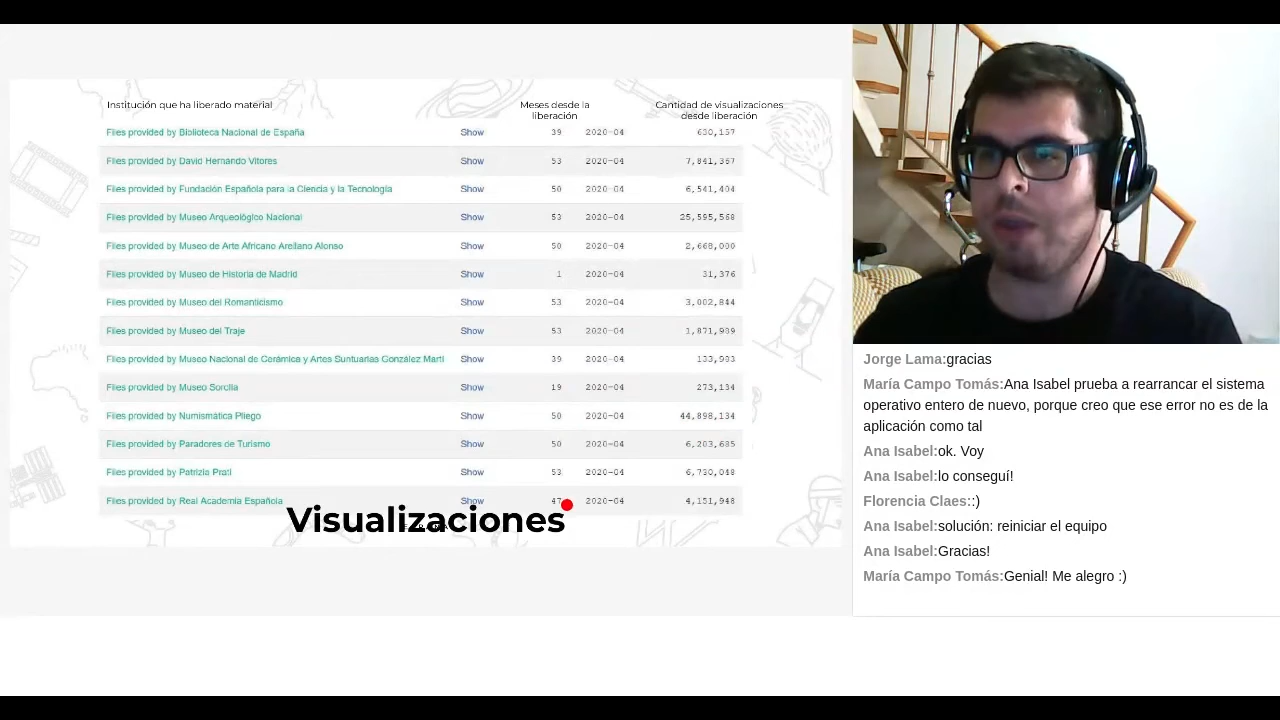 Institución que ha liberado material
Meses desde la
liberación
Cantidad de visualizaciones
desde liberación
Files provided by Biblioteca Nacional de España Show 39 2020-04 630,157
Files provided by David Hernando Vitores Show 53 2020-04 7,841,367
Files provided by Fundación Española para la Ciencia y la Tecnología Show 50 2020-04 6,541,404
Files provided by Museo Arqueológico Nacional Show 53 2020-04 25,595,568
Files provided by Museo de Arte Africano Arellano Alonso Show 50 2020-04 2,668,000
Files provided by Museo de Historia de Madrid Show 1 2020-04 31,376
Files provided by Museo del Romanticismo Show 53 2020-04 3,002,844
Files provided by Museo del Traje Show 53 2020-04 1,871,989
Files provided by Museo Nacional de Cerámica y Artes Suntuarias González Martí Show 39 2020-04
Files provided by Museo Sorolla Show 19 2020-04 273,134
Files provided by Numismática Pliego Show 50 2020-04 44,898,134
Files provided by Paradores de Turismo Show 50 2020-04 6,203,685
Files provided by Patrizia Prati Show 53 2020-04 6,730,048
Files provided by Real Academia Española Show 47 2020-04 4,151,948
Visualizaciones
Jorge Lama:gracias
María Campo Tomás:Ana Isabel prueba a rearrancar el sistema
operativo entero de nuevo, porque creo que ese error no es de la
aplicación como tal
Ana Isabel:ok. Voy
Ana Isabel:lo conseguí!
Florencia Claes::)
Ana Isabel:solución: reiniciar el equipo
Ana Isabel:Gracias!
María Campo Tomás:Genial! Me alegro :)